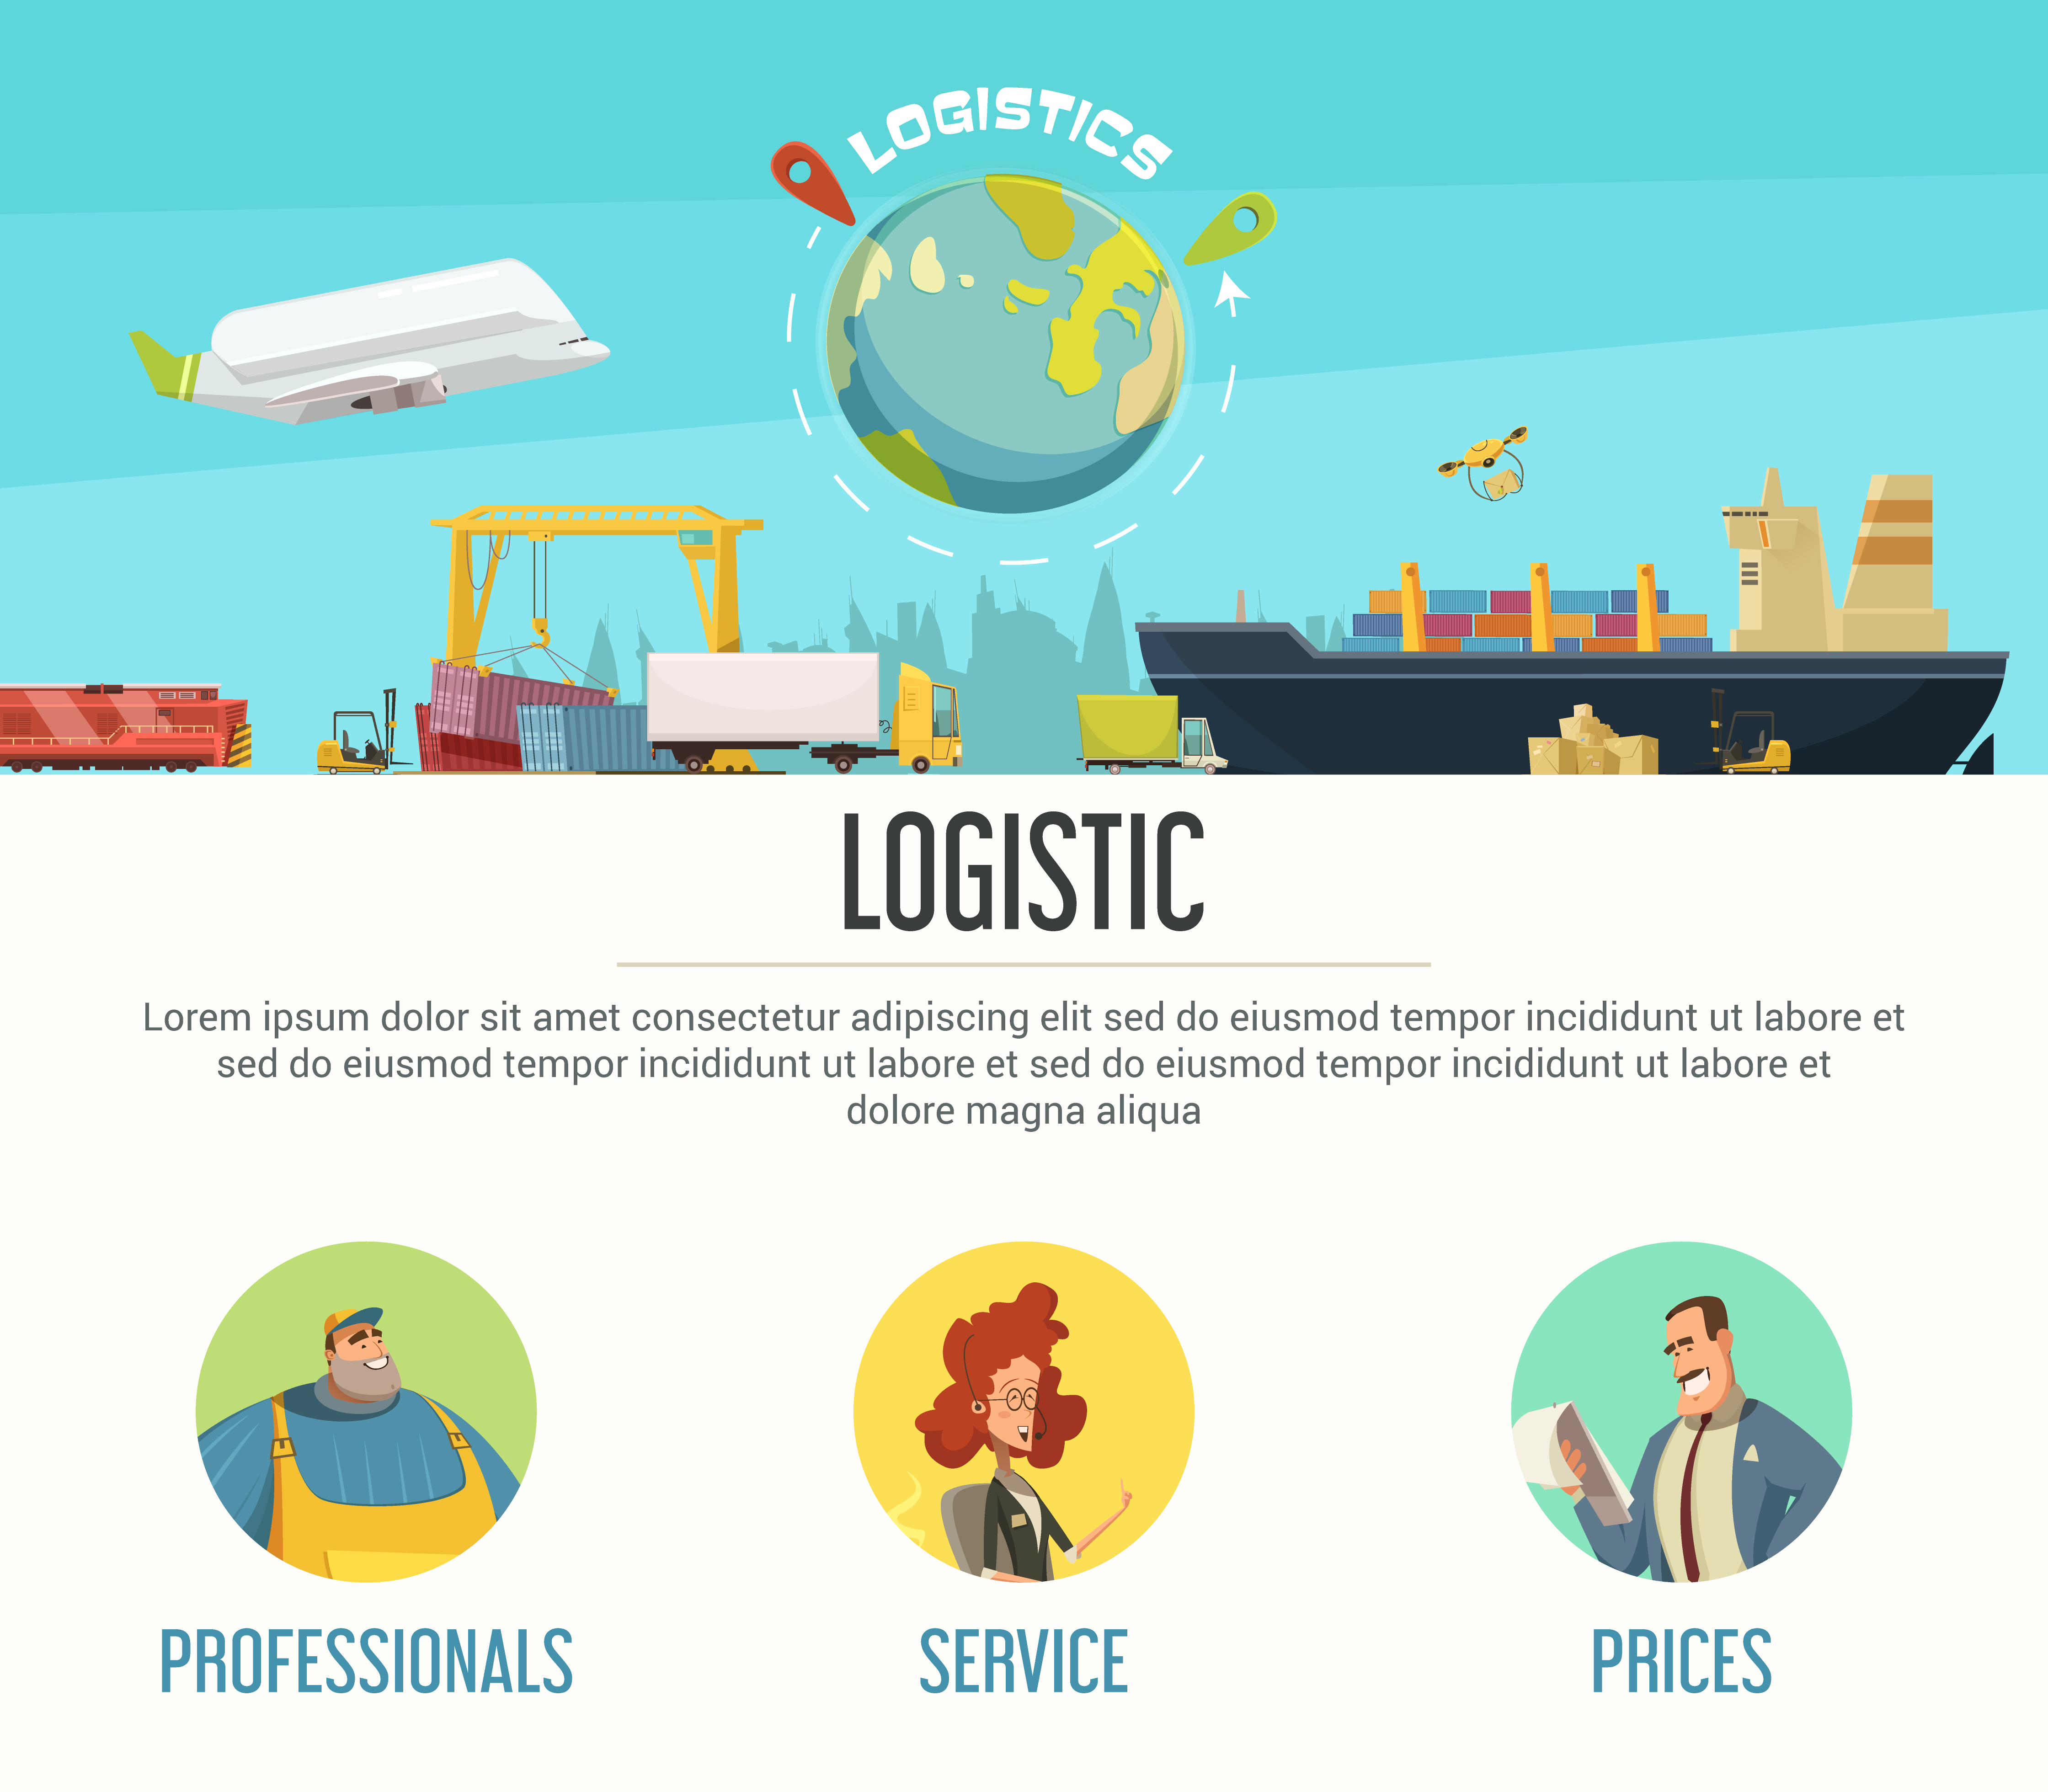 LOGISTICS
LOGISTIC
Lorem ipsum dolor sit amet consectetur adipiscing elit sed do eiusmod tempor incididunt ut labore et
sed do eiusmod tempor incididunt ut labore et sed do eiusmod tempor incididunt ut labore et
dolore magna aliqua
PROFESSIONALS
SERVICE
PRICES